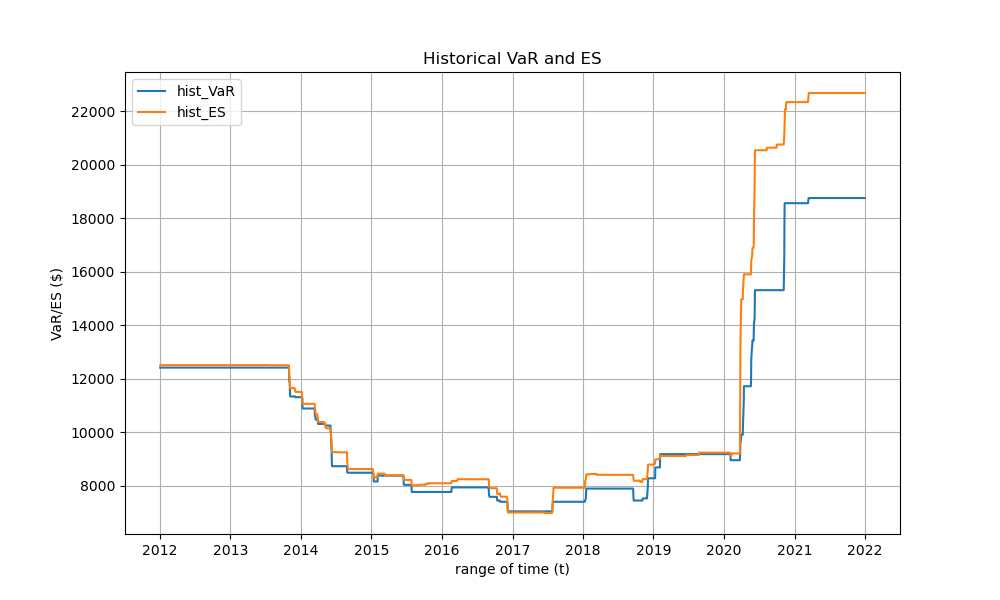 Historical VaR and ES
hist_VaR
hist_ES
VaR/ES ($)
22000
20000
18000
16000
14000
12000
10000
8000
2012 2013 2014 2015 2016 2017 2018 2019 2020 2021 2022
range of time (t)